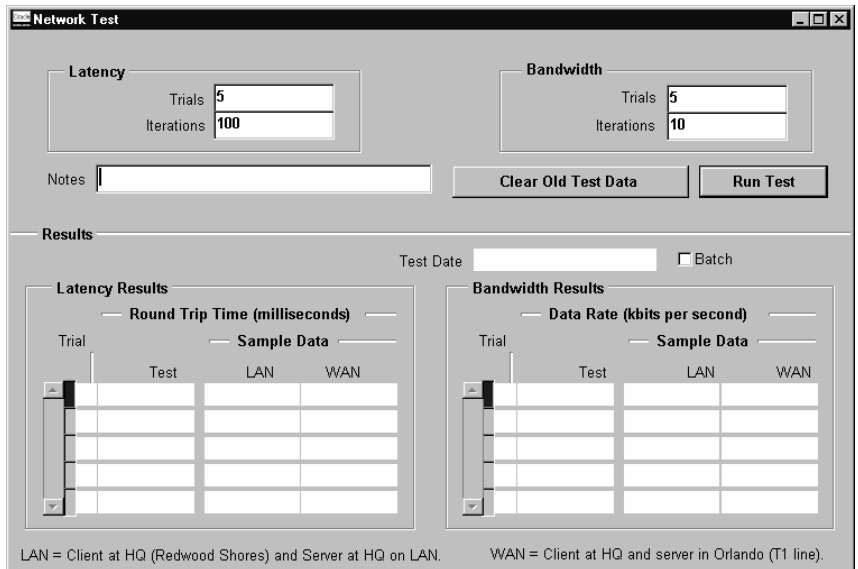 Network Test
Latency
Trials 5
Iterations 100
Bandwidth
Trials 5
Iterations 10
Notes
Clear Old Test Data
Run Test
Results
Test Date
Batch
Latency Results
Round Trip Time (milliseconds)
Trial
Sample Data
Test LAN WAN
Bandwidth Results
Data Rate (kbits per second)
Trial
Sample Data
Test LAN WAN
LAN = Client at HQ (Redwood Shores) and Server at HQ on LAN.
WAN = Client at HQ and server in Orlando (T1 line).